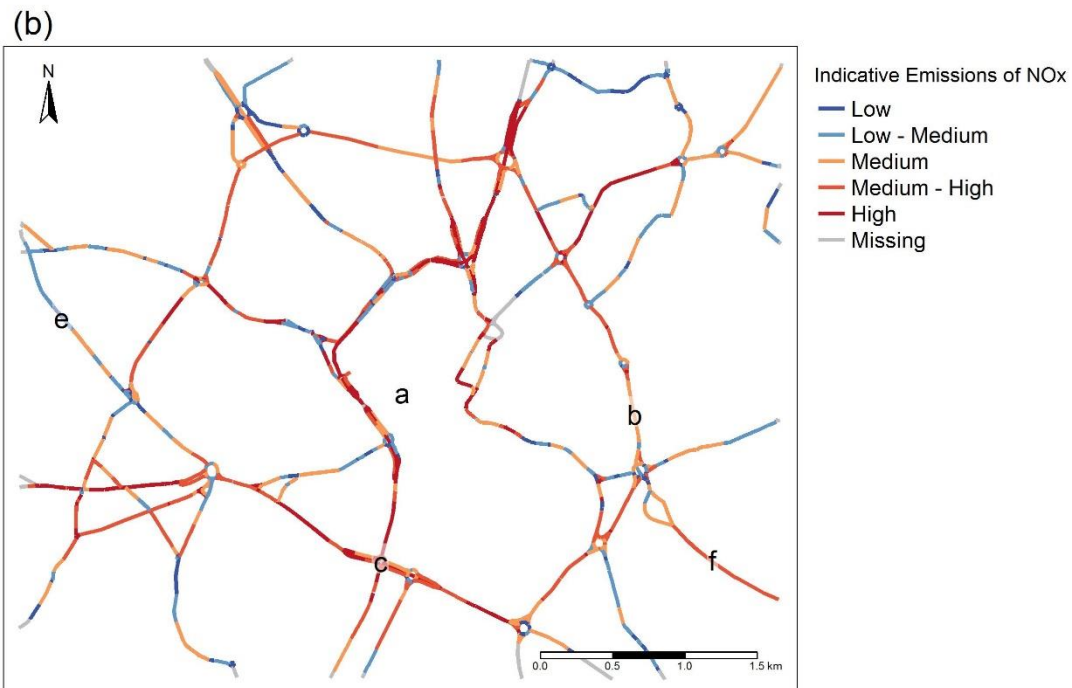 (b)
N
Indicative Emissions of NOx
Low
Low - Medium
Medium
Medium - High
High
Missing
e
a
b
c
f
0.0 0.5 1.0 1.5 km